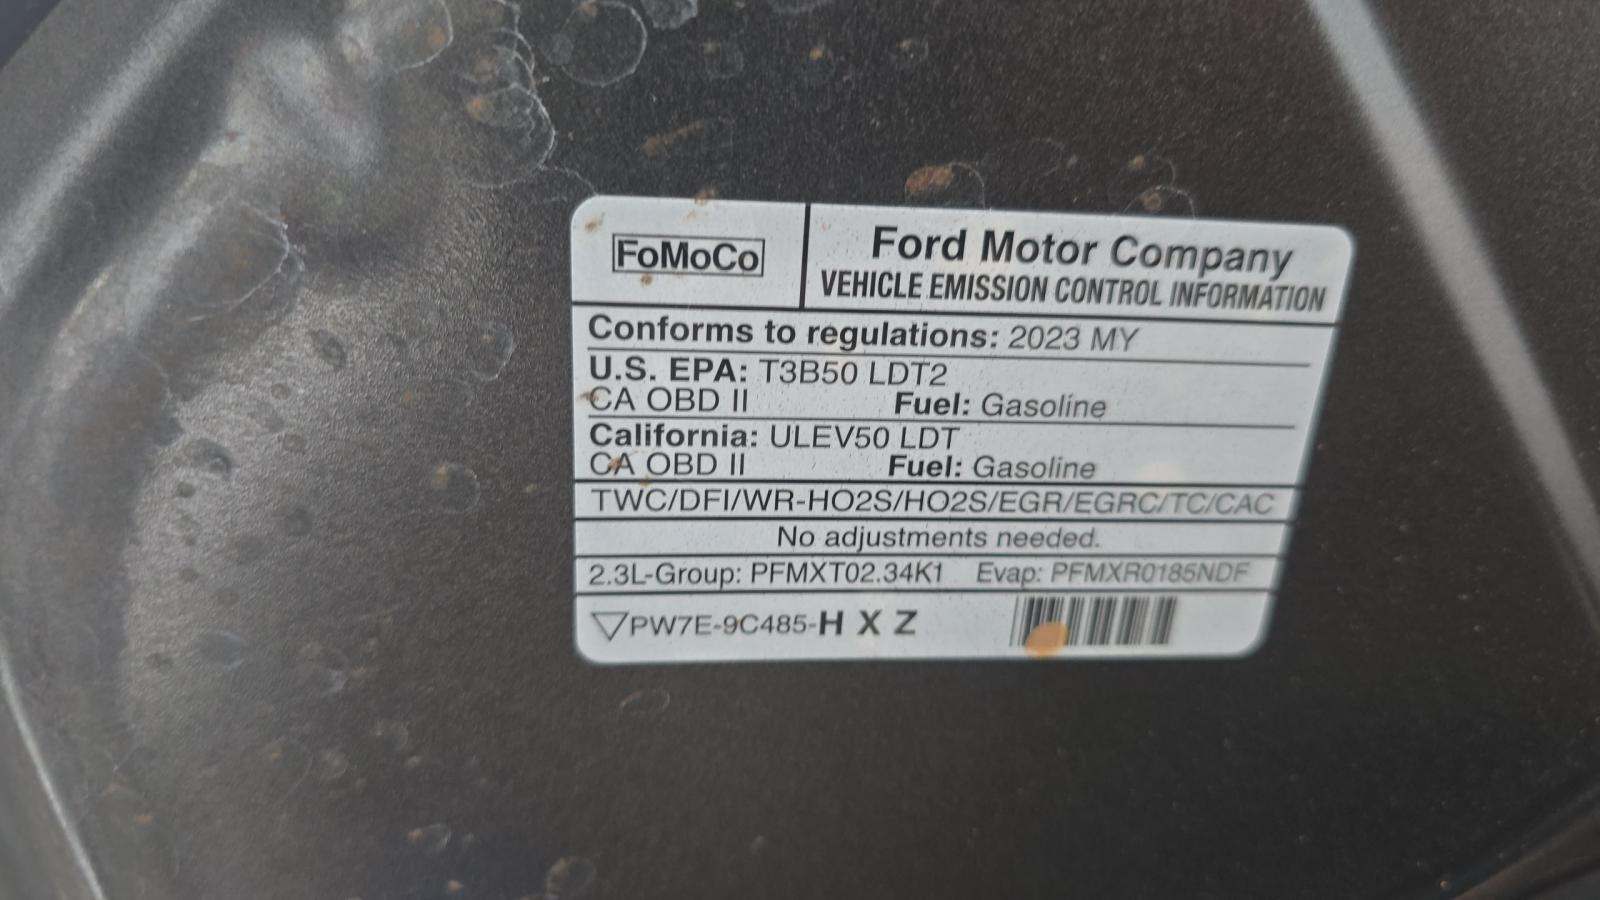 FoMoCo
Ford Motor Company
VEHICLE EMISSION CONTROL INFORMATION
Conforms to regulations: 2023 MY
U.S. EPA: T3B50 LDT2
CA OBD II Fuel: Gasoline
California: ULEV50 LDT
CA OBD II Fuel: Gasoline
TWC/DFI/WR-HO2S/HO2S/EGR/EGRC/TC/CAC
No adjustments needed.
2.3L-Group: PFMXT02.34K1 Evap: PFMXR0185NDF
PW7E-9C485-H X Z